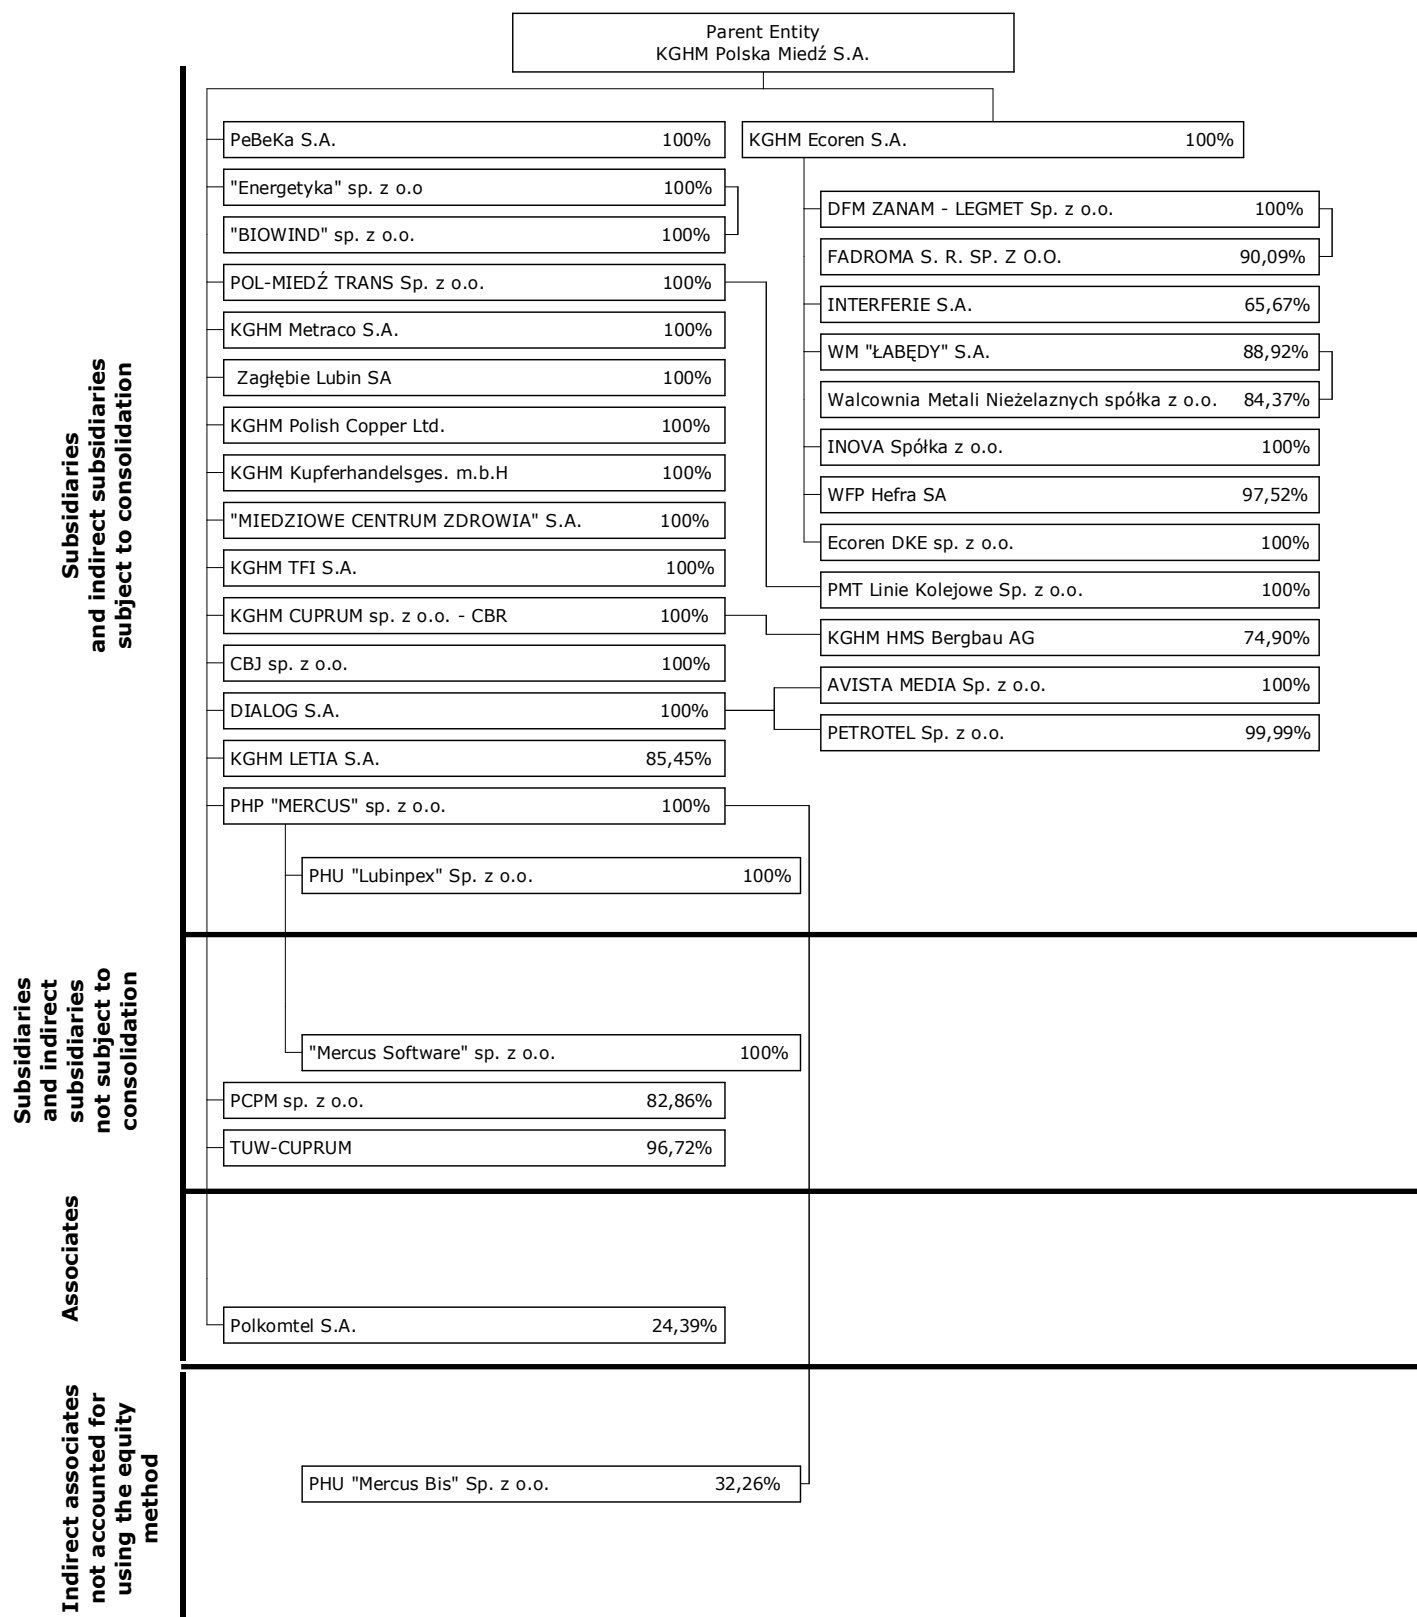 Parent Entity
KGHM Polska Miedź S.A.
Subsidiaries
and indirect subsidiaries
subject to consolidation
PeBeKa S.A. 100%
"Energetyka" sp. z o.o 100%
"BIOWIND" sp. z o.o. 100%
POL-MIEDŹ TRANS Sp. z o.o. 100%
KGHM Metraco S.A. 100%
Zagłębie Lubin SA 100%
KGHM Polish Copper Ltd. 100%
KGHM Kupferhandelsges. m.b.H 100%
"MIEDZIOWE CENTRUM ZDROWIA" S.A. 100%
KGHM TFI S.A. 100%
KGHM CUPRUM sp. z o.o. - CBR 100%
CBJ sp. z o.o. 100%
DIALOG S.A. 100%
KGHM LETIA S.A. 85,45%
PHP "MERCUS" sp. z o.o. 100%
PHU "Lubinpex" Sp. z o.o. 100%
KGHM Ecoren S.A. 100%
DFM ZANAM - LEGMET Sp. z o.o. 100%
FADROMA S. R. SP. Z O.O. 90,09%
INTERFERIE S.A. 65,67%
WM "ŁABĘDY" S.A. 88,92%
Walcownia Metali Nieżelaznych spółka z o.o. 84,37%
INOVA Spółka z o.o. 100%
WFP Hefra SA 97,52%
Ecoren DKE sp. z o.o. 100%
PMT Linie Kolejowe Sp. z o.o. 100%
KGHM HMS Bergbau AG 74,90%
AVISTA MEDIA Sp. z o.o. 100%
PETROTEL Sp. z o.o. 99,99%
Subsidiaries
and indirect
subsidiaries
not subject to
consolidation
"Mercus Software" sp. z o.o. 100%
PCPM sp. z o.o. 82,86%
TUW-CUPRUM 96,72%
Associates
Polkomtel S.A. 24,39%
Indirect associates
not accounted for
using the equity
method
PHU "Mercus Bis" Sp. z o.o. 32,26%